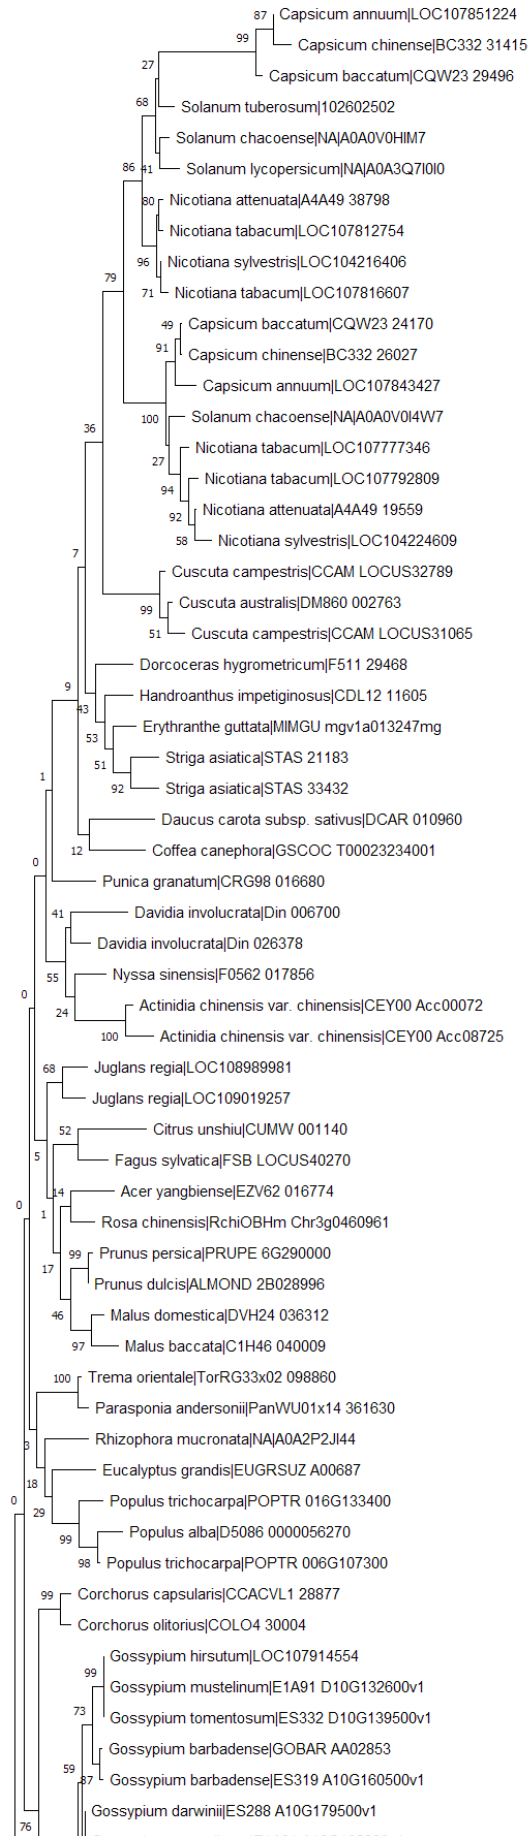 87
Capsicum annuum|LOC107851224
99
Capsicum chinense|BC332 31415
27
Capsicum baccatum|CQW23 29496
68
Solanum tuberosum|102602502
Solanum chacoense|NA|A0A0V0HIM7
86
41
Solanum lycopersicum|NA|A0A3Q7I0I0
80
Nicotiana attenuata|A4A49 38798
Nicotiana tabacum|LOC107812754
96
Nicotiana sylvestris|LOC104216406
79
71
Nicotiana tabacum|LOC107816607
49
Capsicum baccatum|CQW23 24170
91
Capsicum chinense|BC332 26027
Capsicum annuum|LOC107843427
100
Solanum chacoense|NA|A0A0V0I4W7
36
Nicotiana tabacum|LOC107777346
27
Nicotiana tabacum|LOC107792809
94
Nicotiana attenuata|A4A49 19559
92
58
Nicotiana sylvestris|LOC104224609
7
Cuscuta campestris|CCAM LOCUS32789
99
Cuscuta australis|DM860 002763
51
Cuscuta campestris|CCAM LOCUS31065
Dorcoceras hygrometricum|F511 29468
9
Handroanthus impetiginosus|CDL12 11605
43
Erythranthe guttata|MIMGU mgv1a013247mg
53
Striga asiatica|STAS 21183
51
92
Striga asiatica|STAS 33432
1
Daucus carota subsp. sativus|DCAR 010960
12
Coffea canephora|GSCOC T00023234001
0
Punica granatum|CRG98 016680
41
Davidia involucrata|Din 006700
Davidia involucrata|Din 026378
55
Nyssa sinensis|F0562 017856
0
24
Actinidia chinensis var. chinensis|CEY00 Acc00072
100
Actinidia chinensis var. chinensis|CEY00 Acc08725
68
Juglans regia|LOC108989981
Juglans regia|LOC109019257
52
Citrus unshiu|CUMW 001140
5
Fagus sylvatica|FSB LOCUS40270
14
Acer yangbiense|EZV62 016774
0
1
Rosa chinensis|RchiOBHm Chr3g0460961
99
Prunus persica|PRUPE 6G290000
17
Prunus dulcis|ALMOND 2B028996
46
Malus domestica|DVH24 036312
97
Malus baccata|C1H46 040009
100
Trema orientale|TorRG33x02 098860
Parasponia andersonii|PanWU01x14 361630
3
Rhizophora mucronata|NA|A0A2P2JI44
18
Eucalyptus grandis|EUGRSUZ A00687
0
29
Populus trichocarpa|POPTR 016G133400
99
Populus alba|D5086 0000056270
98
Populus trichocarpa|POPTR 006G107300
99
Corchorus capsularis|CCACVL1 28877
Corchorus olitorius|COLO4 30004
Gossypium hirsutum|LOC107914554
99
Gossypium mustelinum|E1A91 D10G132600v1
73
Gossypium tomentosum|ES332 D10G139500v1
Gossypium barbadense|GOBAR AA02853
59
87
Gossypium barbadense|ES319 A10G160500v1
Gossypium darwinii|ES288 A10G179500v1
76